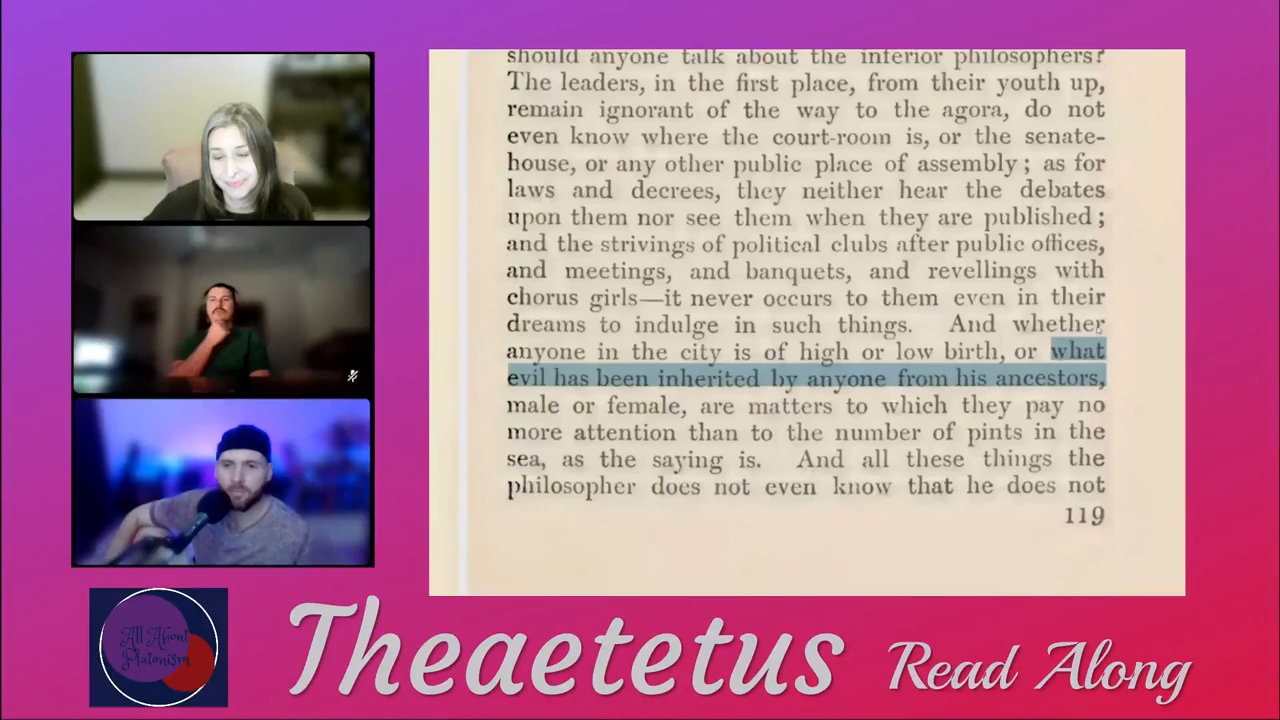 should anyone talk about the inferior philosophers?
The leaders, in the first place, from their youth up,
remain ignorant of the way to the agora, do not
even know where the court-room is, or the senate-
house, or any other public place of assembly; as for
laws and decrees, they neither hear the debates
upon them nor see them when they are published;
and the strivings of political clubs after public offices,
and meetings, and banquets, and revellings with
chorus girls—it never occurs to them even in their
dreams to indulge in such things. And whether
anyone in the city is of high or low birth, or what
evil has been inherited by anyone from his ancestors,
male or female, are matters to which they pay no
more attention than to the number of pints in the
sea, as the saying is. And all these things the
philosopher does not even know that he does not
119
All About
Platonism
Theaetetus Read Along